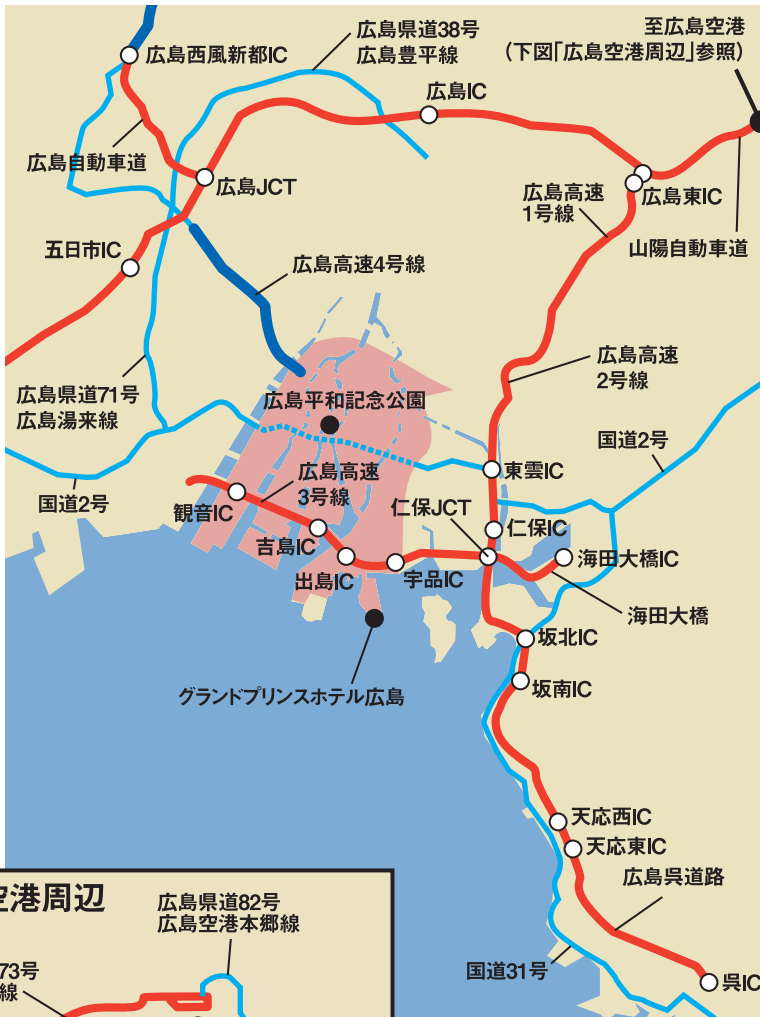 広島西風新都IC
広島県道38号
広島豊平線
至広島空港
(下図「広島空港周辺」参照)
広島IC
広島自動車道
広島JCT
広島高速
1号線
広島東IC
五日市IC
山陽自動車道
広島高速4号線
広島高速
2号線
広島県道71号
広島湯来線
広島平和記念公園
国道2号
国道2号
広島高速
3号線
東雲IC
観音IC
仁保JCT
仁保IC
吉島IC
海田大橋IC
出島IC
宇品IC
海田大橋
坂北IC
グランドプリンスホテル広島
坂南IC
天応西IC
天応東IC
広島呉道路
空港周辺
広島県道82号
広島空港本郷線
73号
線
国道31号
呉IC